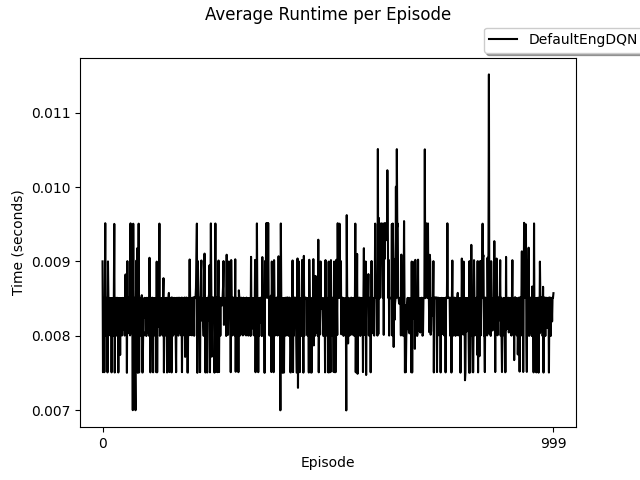 Average Runtime per Episode
DefaultEngDQN
0.011
0.010
0.009
0.008
0.007
Time (seconds)
0
999
Episode